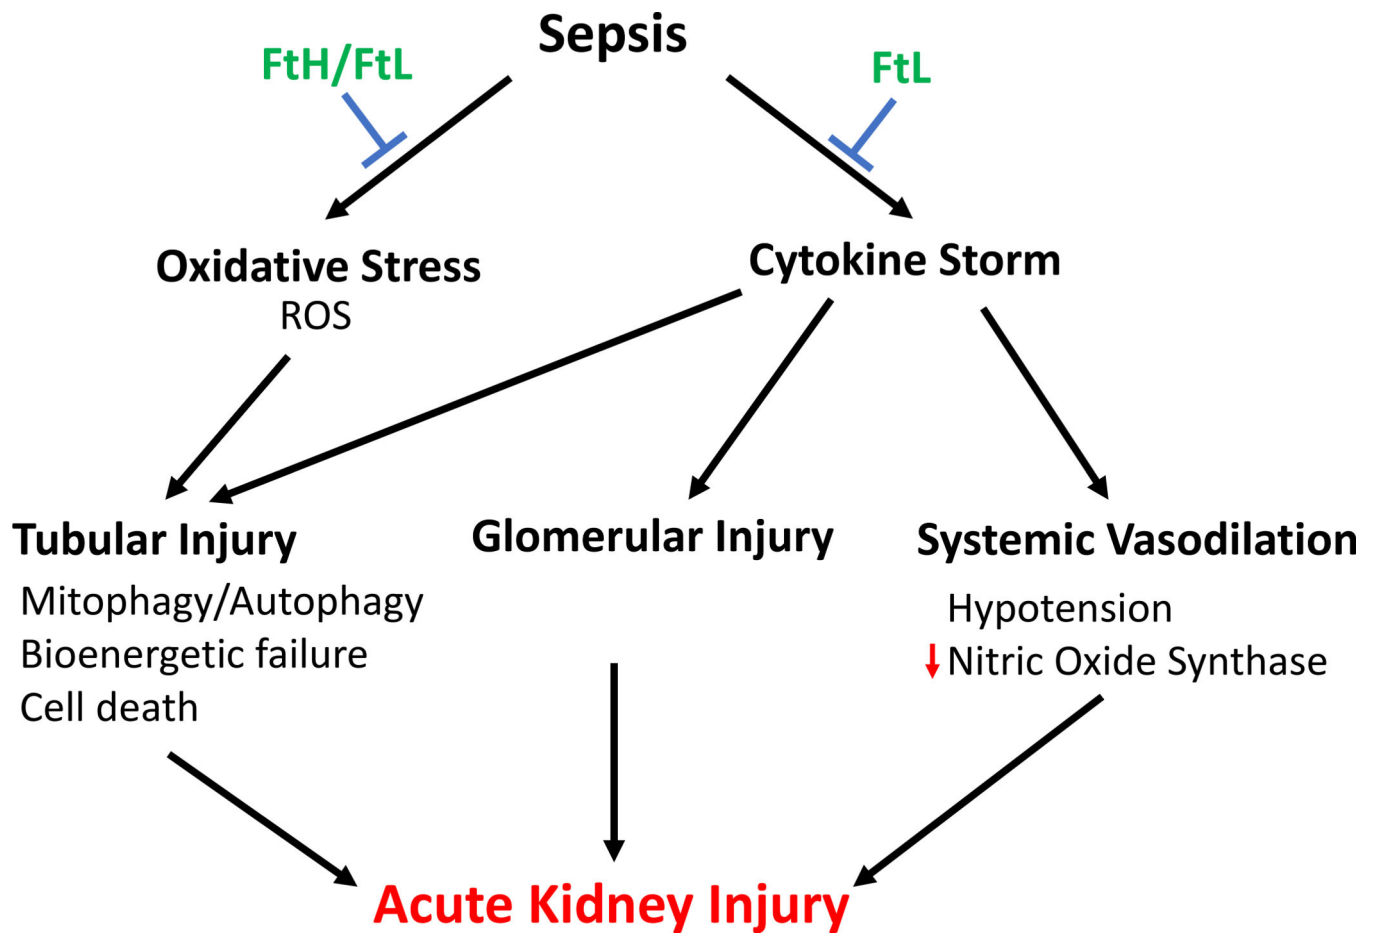 Sepsis
FtH/FtL
FtL
Oxidative Stress
ROS
Cytokine Storm
Tubular Injury
Mitophagy/Autophagy
Bioenergetic failure
Cell death
Glomerular Injury
Systemic Vasodilation
Hypotension
↓Nitric Oxide Synthase
Acute Kidney Injury